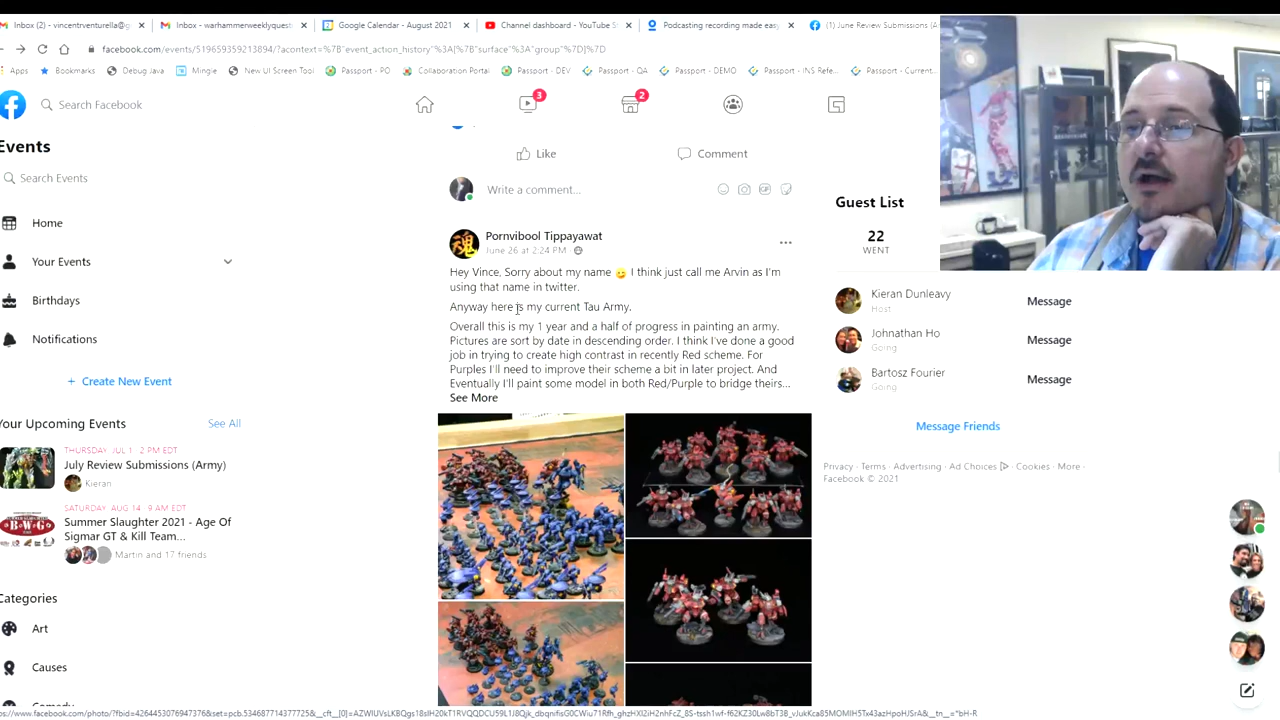 Inbox (2) - vincentrventurella@g
Inbox - warhammerweeklyquest
Google Calendar - August 2021
Channel dashboard - YouTube S
Podcasting recording made easy
(1) June Review Submissions (A
facebook.com/events/519659359213894/?acontext=%7B"event_action_history"%3A[%7B"surface"%3A"group"%7D]%7D
Apps
Bookmarks
Debug Java
Mingle
New UI Screen Tool
Passport - PO
Collaboration Portal
Passport - DEV
Passport - QA
Passport - DEMO
Passport - INS Refe...
Passport - Current...
Search Facebook
3
2
Events
Search Events
Home
Your Events
Birthdays
Notifications
+ Create New Event
Your Upcoming Events
See All
THURSDAY, JUL 1 · 2 PM EDT
July Review Submissions (Army)
Kieran
SATURDAY, AUG 14 · 9 AM EDT
Summer Slaughter 2021 - Age Of
Sigmar GT & Kill Team...
Martin and 17 friends
BWG
Categories
Art
Causes
Comedy
Like
Comment
Write a comment...
Pornvibool Tippayawat
June 26 at 2:24 PM ·
魂
Hey Vince, Sorry about my name 😅 I think just call me Arvin as I'm
using that name in twitter.
Anyway here is my current Tau Army.
Overall this is my 1 year and a half of progress in painting an army.
Pictures are sort by date in descending order. I think I've done a good
job in trying to create high contrast in recently Red scheme. For
Purples I'll need to improve their scheme a bit in later project. And
Eventually I'll paint some model in both Red/Purple to bridge theirs...
See More
Guest List
22
WENT
Kieran Dunleavy
Host
Message
Johnathan Ho
Going
Message
Bartosz Fourier
Going
Message
Message Friends
Privacy · Terms · Advertising · Ad Choices · Cookies · More ·
Facebook © 2021